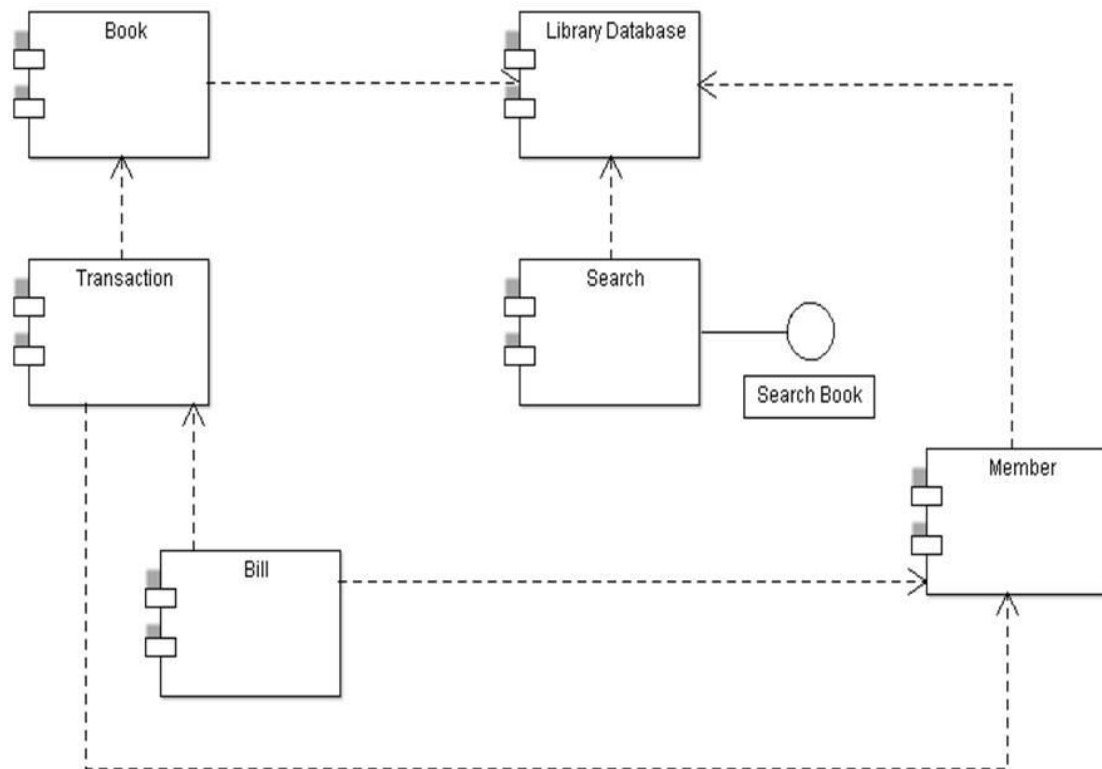 Book
Library Database
Transaction
Search
Search Book
Member
Bill